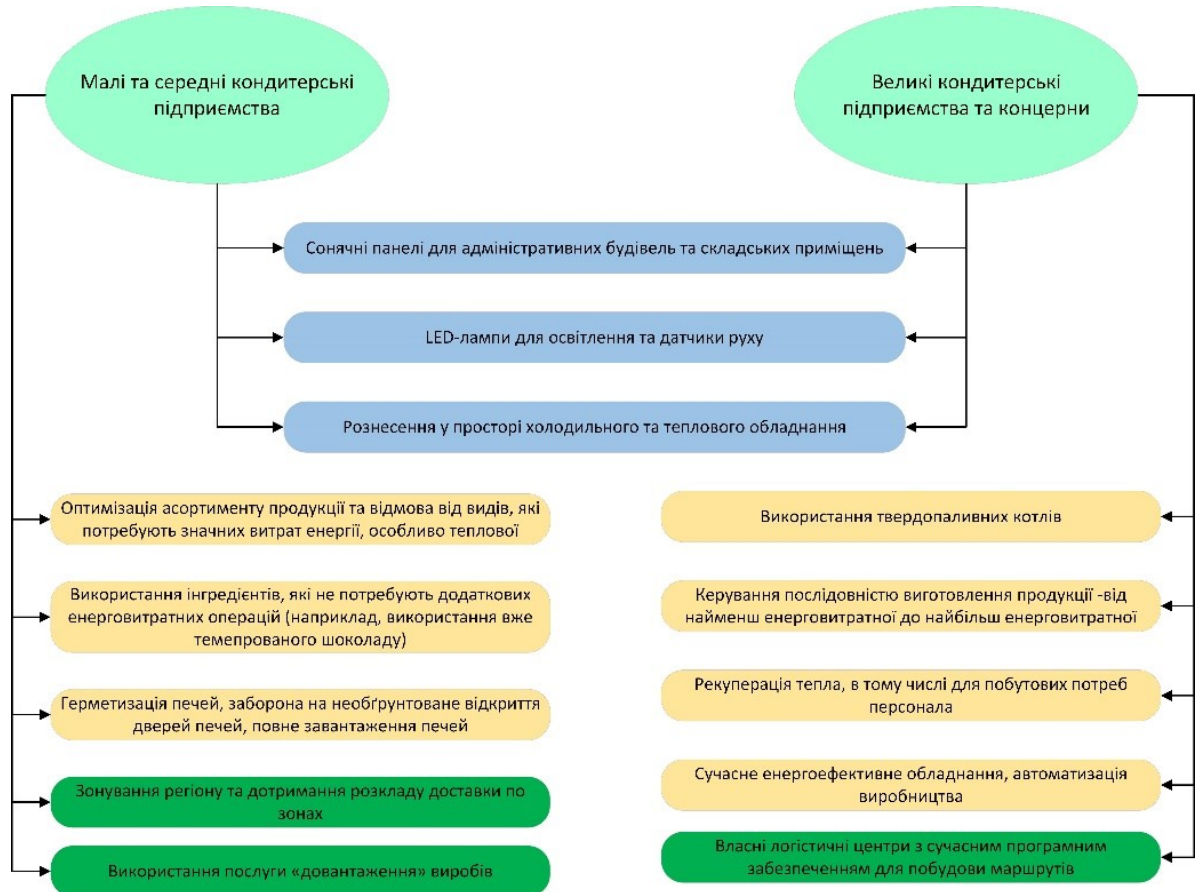 Малі та середні кондитерські
підприємства
Великі кондитерські
підприємства та концерни
Сонячні панелі для адміністративних будівель та складських приміщень
LED-лампи для освітлення та датчики руху
Рознесення у просторі холодильного та теплового обладнання
Оптимізація асортименту продукції та відмова від видів, які
потребують значних витрат енергії, особливо теплової
Використання інгредієнтів, які не потребують додаткових
енерговитратних операцій (наприклад, використання вже
темепрованого шоколаду)
Герметизація печей, заборона на необґрунтоване відкриття
дверей печей, повне завантаження печей
Зонування регіону та дотримання розкладу доставки по
зонах
Використання послуги «довантаження» виробів
Використання твердопаливних котлів
Керування послідовністю виготовлення продукції -від
найменш енерговитратної до найбільш енерговитратної
Рекуперація тепла, в тому числі для побутових потреб
персонала
Сучасне енергоефективне обладнання, автоматизація
виробництва
Власні логістичні центри з сучасним програмним
забезпеченням для побудови маршрутів